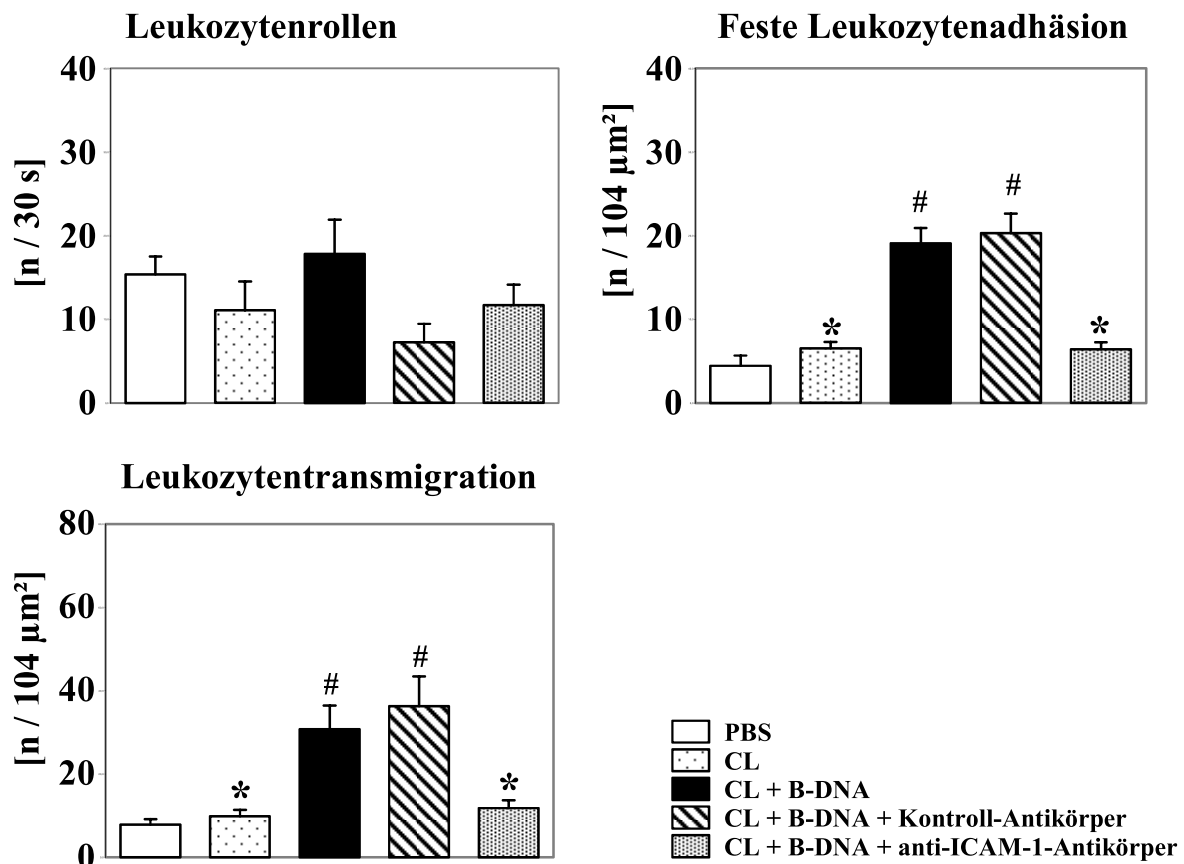 Leukozytenrollen
[n / 30 s]
40
30
20
10
0
Feste Leukozytenadhäsion
[n / 104 µm²]
40
30
20
10
0
#
#
*
*
Leukozytentransmigration
[n / 104 µm²]
80
60
40
20
0
#
#
*
*
PBS
CL
CL + B-DNA
CL + B-DNA + Kontroll-Antikörper
CL + B-DNA + anti-ICAM-1-Antikörper